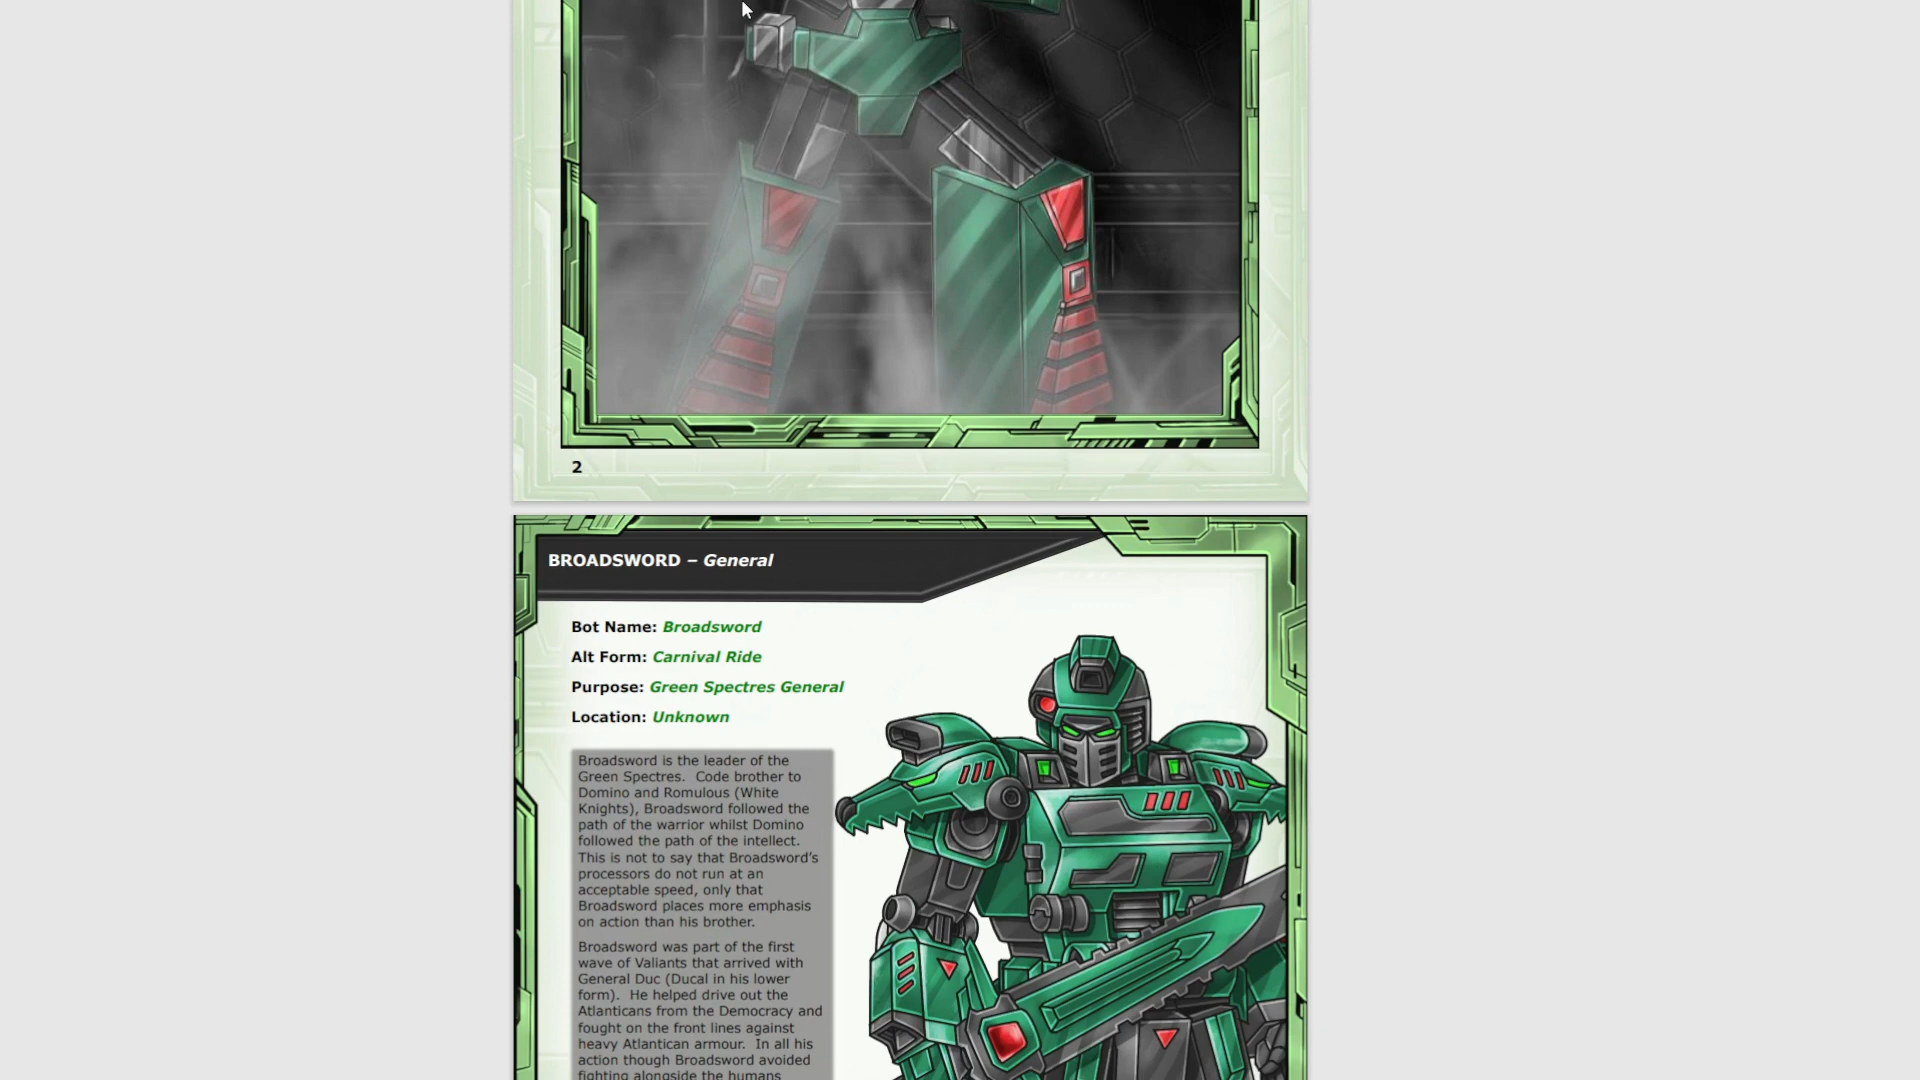 2
BROADSWORD – General
Bot Name: Broadsword
Alt Form: Carnival Ride
Purpose: Green Spectres General
Location: Unknown
Broadsword is the leader of the
Green Spectres.  Code brother to
Domino and Romulous (White
Knights), Broadsword followed the
path of the warrior whilst Domino
followed the path of the intellect.
This is not to say that Broadsword’s
processors do not run at an
acceptable speed, only that
Broadsword places more emphasis
on action than his brother.
Broadsword was part of the first
wave of Valiants that arrived with
General Duc (Ducal in his lower
form).  He helped drive out the
Atlanticans from the Democracy and
fought on the front lines against
heavy Atlantican armour.  In all his
action though Broadsword avoided
fighting alongside the humans